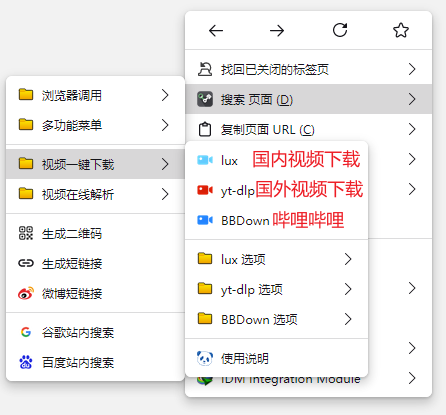 找回已关闭的标签页
搜索 页面 (D)
复制页面 URL (C)
浏览器调用
多功能菜单
视频一键下载
视频在线解析
生成二维码
生成短链接
微博短链接
谷歌站内搜索
百度站内搜索
lux 国内视频下载
yt-dlp国外视频下载
BBDown 哔哩哔哩
lux 选项
yt-dlp 选项
BBDown 选项
使用说明
IDM Integration Module